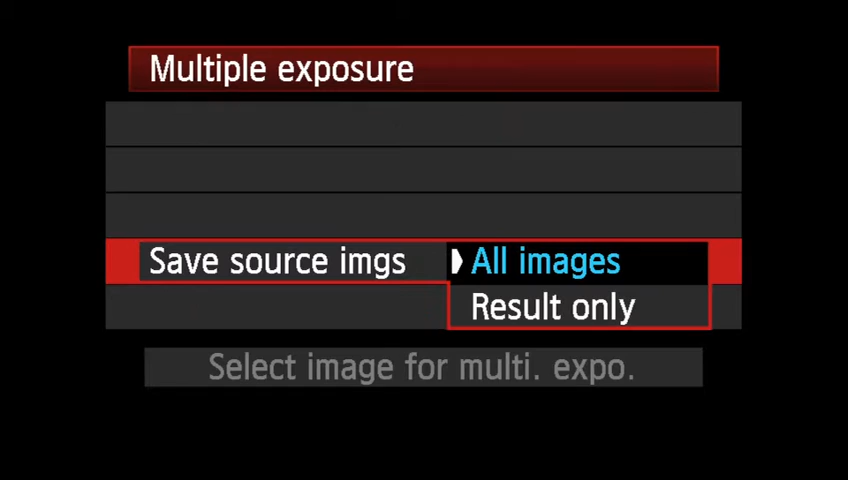 Multiple exposure
Save source imgs All images
Result only
Select image for multi. expo.